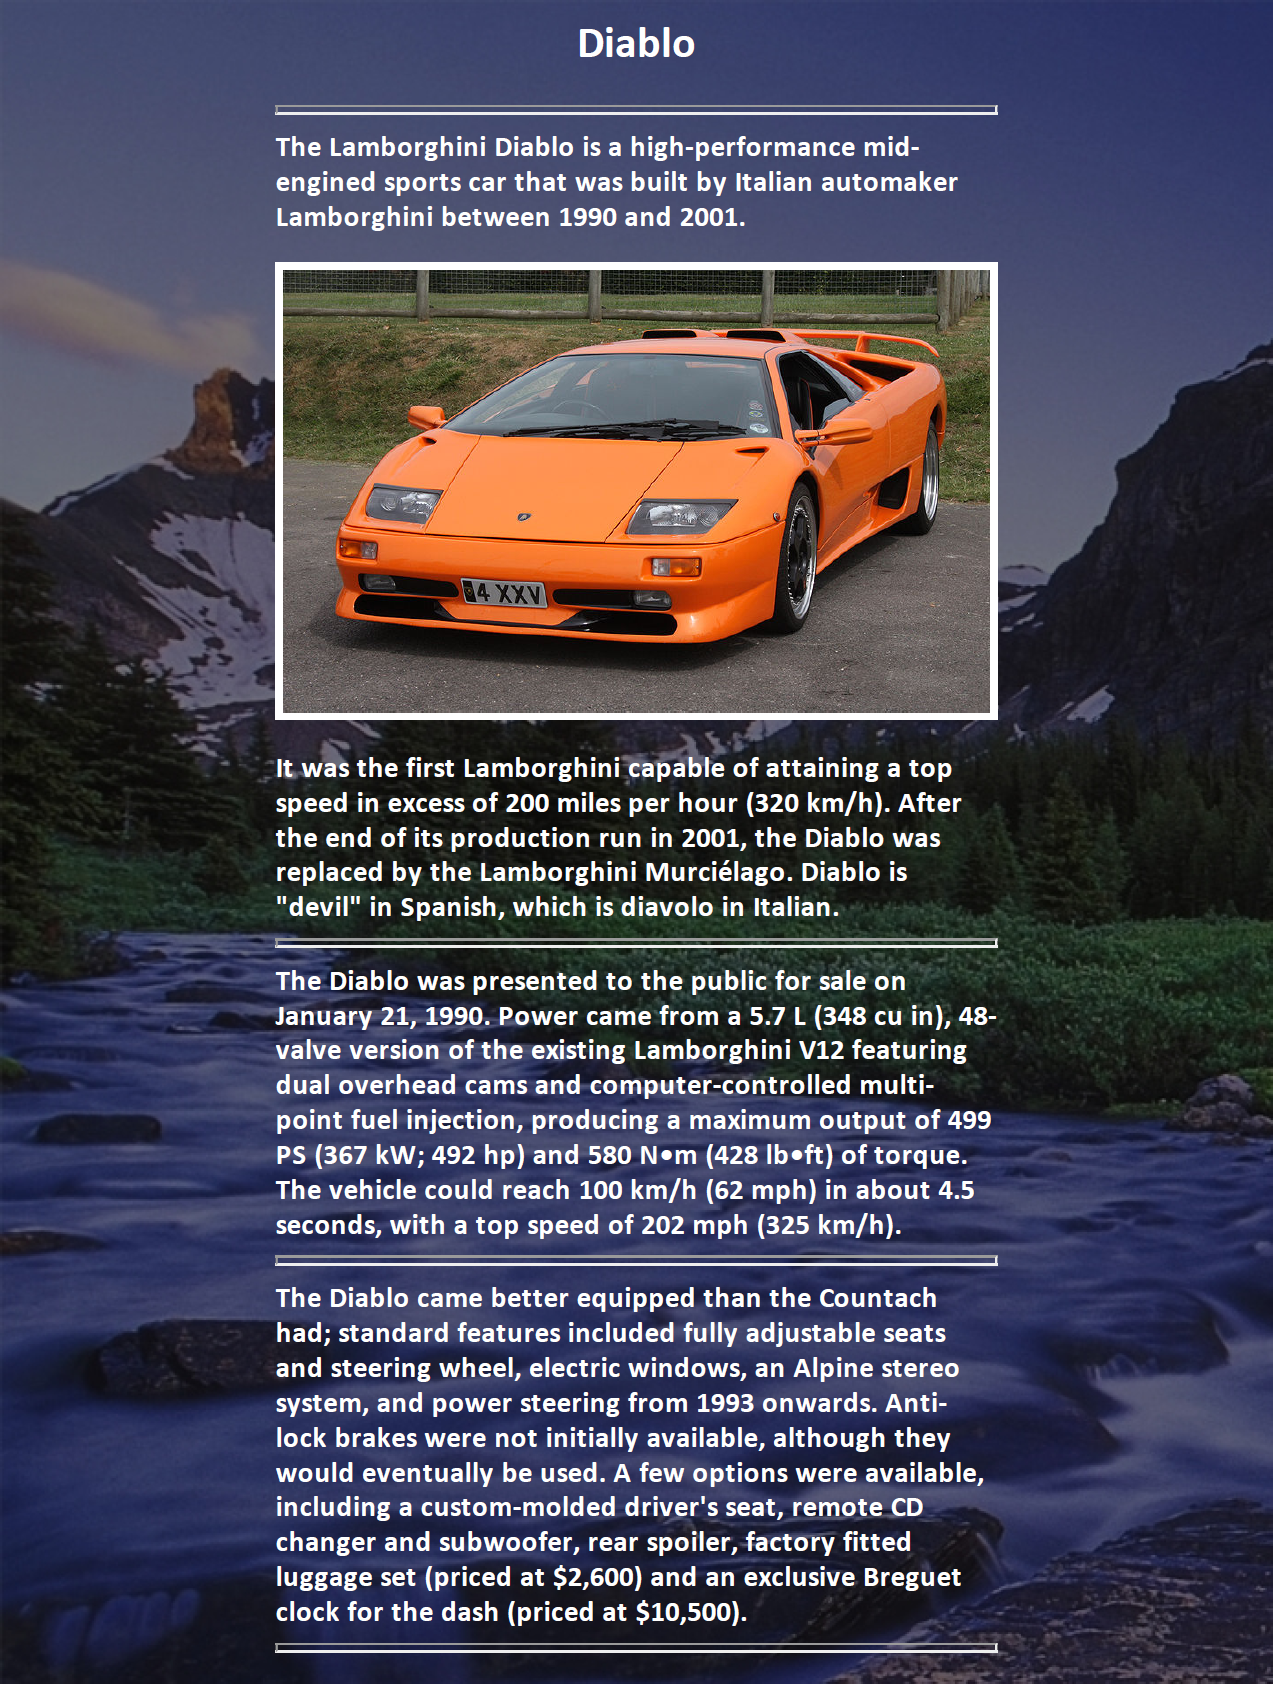 Diablo
The Lamborghini Diablo is a high-performance mid-
engined sports car that was built by Italian automaker
Lamborghini between 1990 and 2001.
4 XXV
It was the first Lamborghini capable of attaining a top
speed in excess of 200 miles per hour (320 km/h). After
the end of its production run in 2001, the Diablo was
replaced by the Lamborghini Murciélago. Diablo is
"devil" in Spanish, which is diavolo in Italian.
The Diablo was presented to the public for sale on
January 21, 1990. Power came from a 5.7 L (348 cu in), 48-
valve version of the existing Lamborghini V12 featuring
dual overhead cams and computer-controlled multi-
point fuel injection, producing a maximum output of 499
PS (367 kW; 492 hp) and 580 N•m (428 lb•ft) of torque.
The vehicle could reach 100 km/h (62 mph) in about 4.5
seconds, with a top speed of 202 mph (325 km/h).
The Diablo came better equipped than the Countach
had; standard features included fully adjustable seats
and steering wheel, electric windows, an Alpine stereo
system, and power steering from 1993 onwards. Anti-
lock brakes were not initially available, although they
would eventually be used. A few options were available,
including a custom-molded driver's seat, remote CD
changer and subwoofer, rear spoiler, factory fitted
luggage set (priced at $2,600) and an exclusive Breguet
clock for the dash (priced at $10,500).